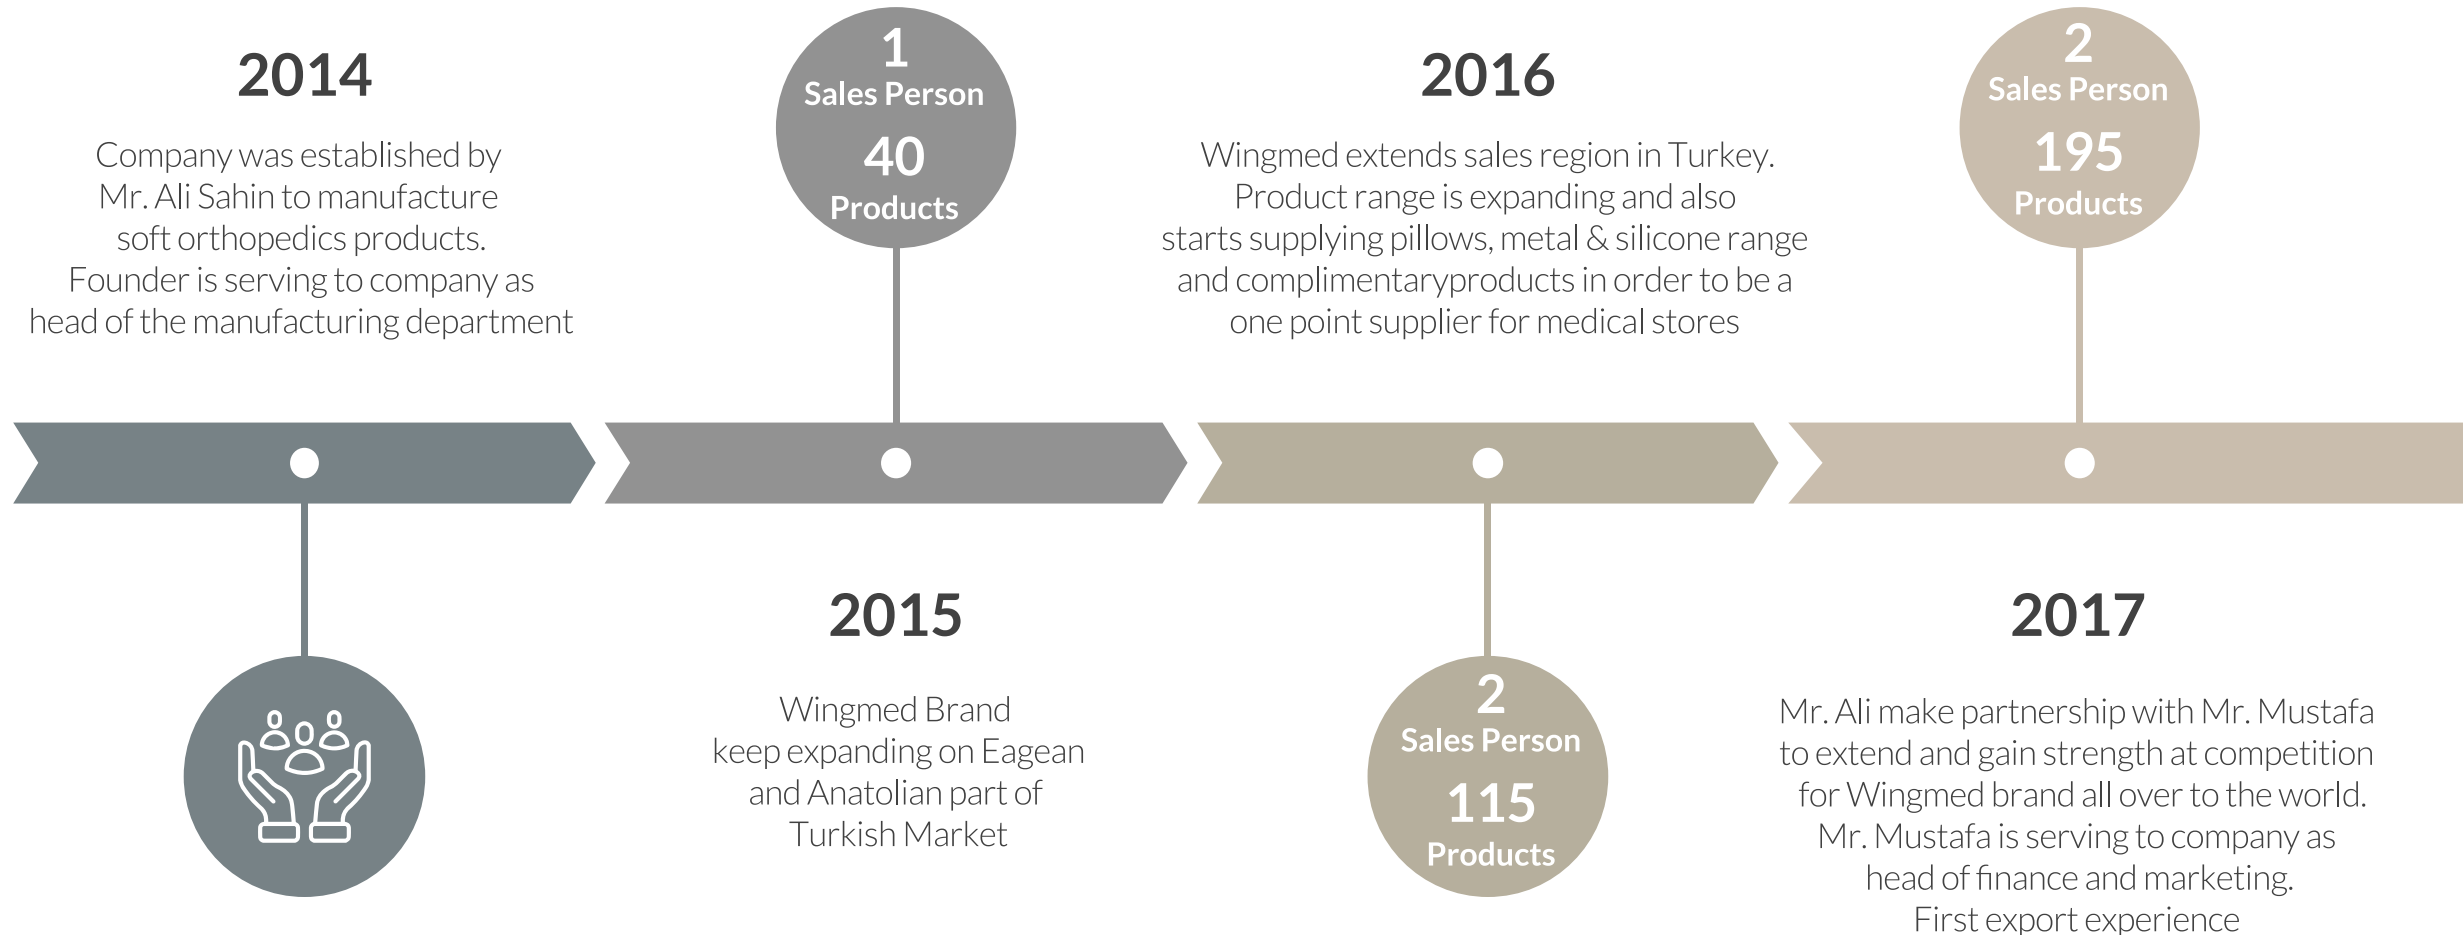 2014
Company was established by
Mr. Ali Sahin to manufacture
soft orthopedics products.
Founder is serving to company as
head of the manufacturing department
1
Sales Person
40
Products
2015
Wingmed Brand
keep expanding on Eagean
and Anatolian part of
Turkish Market
2016
Wingmed extends sales region in Turkey.
Product range is expanding and also
starts supplying pillows, metal & silicone range
and complimentaryproducts in order to be a
one point supplier for medical stores
2
Sales Person
115
Products
2
Sales Person
195
Products
2017
Mr. Ali make partnership with Mr. Mustafa
to extend and gain strength at competition
for Wingmed brand all over to the world.
Mr. Mustafa is serving to company as
head of finance and marketing.
First export experience